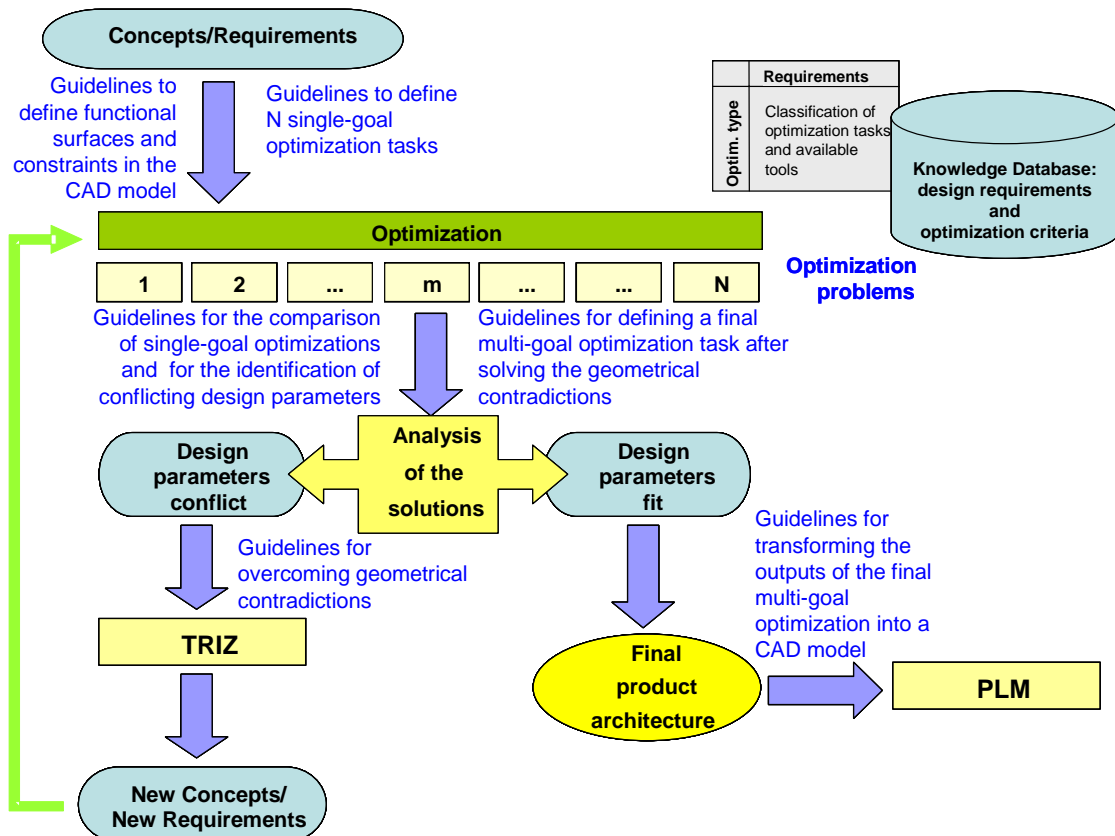 Concepts/Requirements
Guidelines to
define functional
surfaces and
constraints in the
CAD model
Guidelines to define
N single-goal
optimization tasks
Requirements
Optim. type
Classification of
optimization tasks
and available
tools
Knowledge Database:
design requirements
and
optimization criteria
Optimization
1
2
...
m
...
...
N
Optimization
problems
Guidelines for the comparison
of single-goal optimizations
and for the identification of
conflicting design parameters
Guidelines for defining a final
multi-goal optimization task after
solving the geometrical
contradictions
Design
parameters
conflict
Analysis
of the
solutions
Design
parameters
fit
Guidelines for
overcoming geometrical
contradictions
Guidelines for
transforming the
outputs of the final
multi-goal
optimization into a
CAD model
TRIZ
Final
product
architecture
PLM
New Concepts/
New Requirements